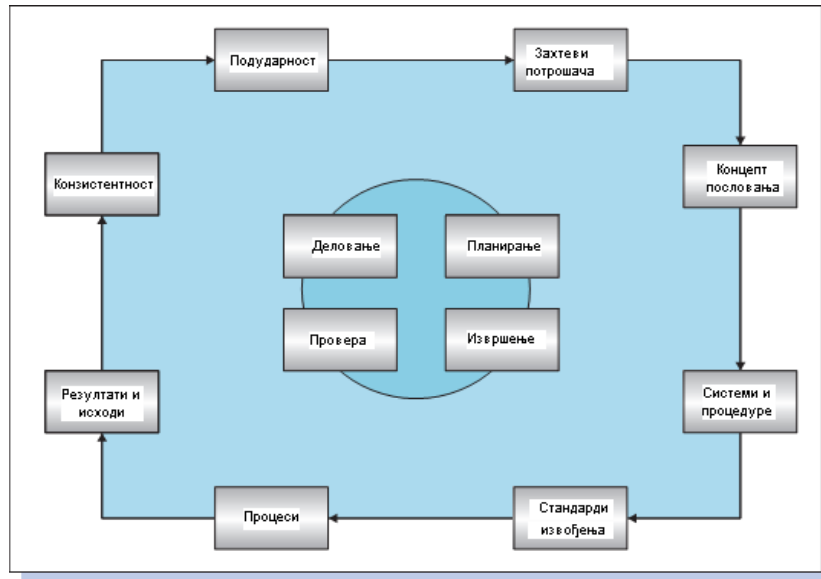 Подударност
Захтеви
потрошача
Конзистентност
Концепт
пословања
Деловање
Планирање
Провера
Извршење
Резултати и
исходи
Системи и
процедуре
Процеси
Стандарди
извођења